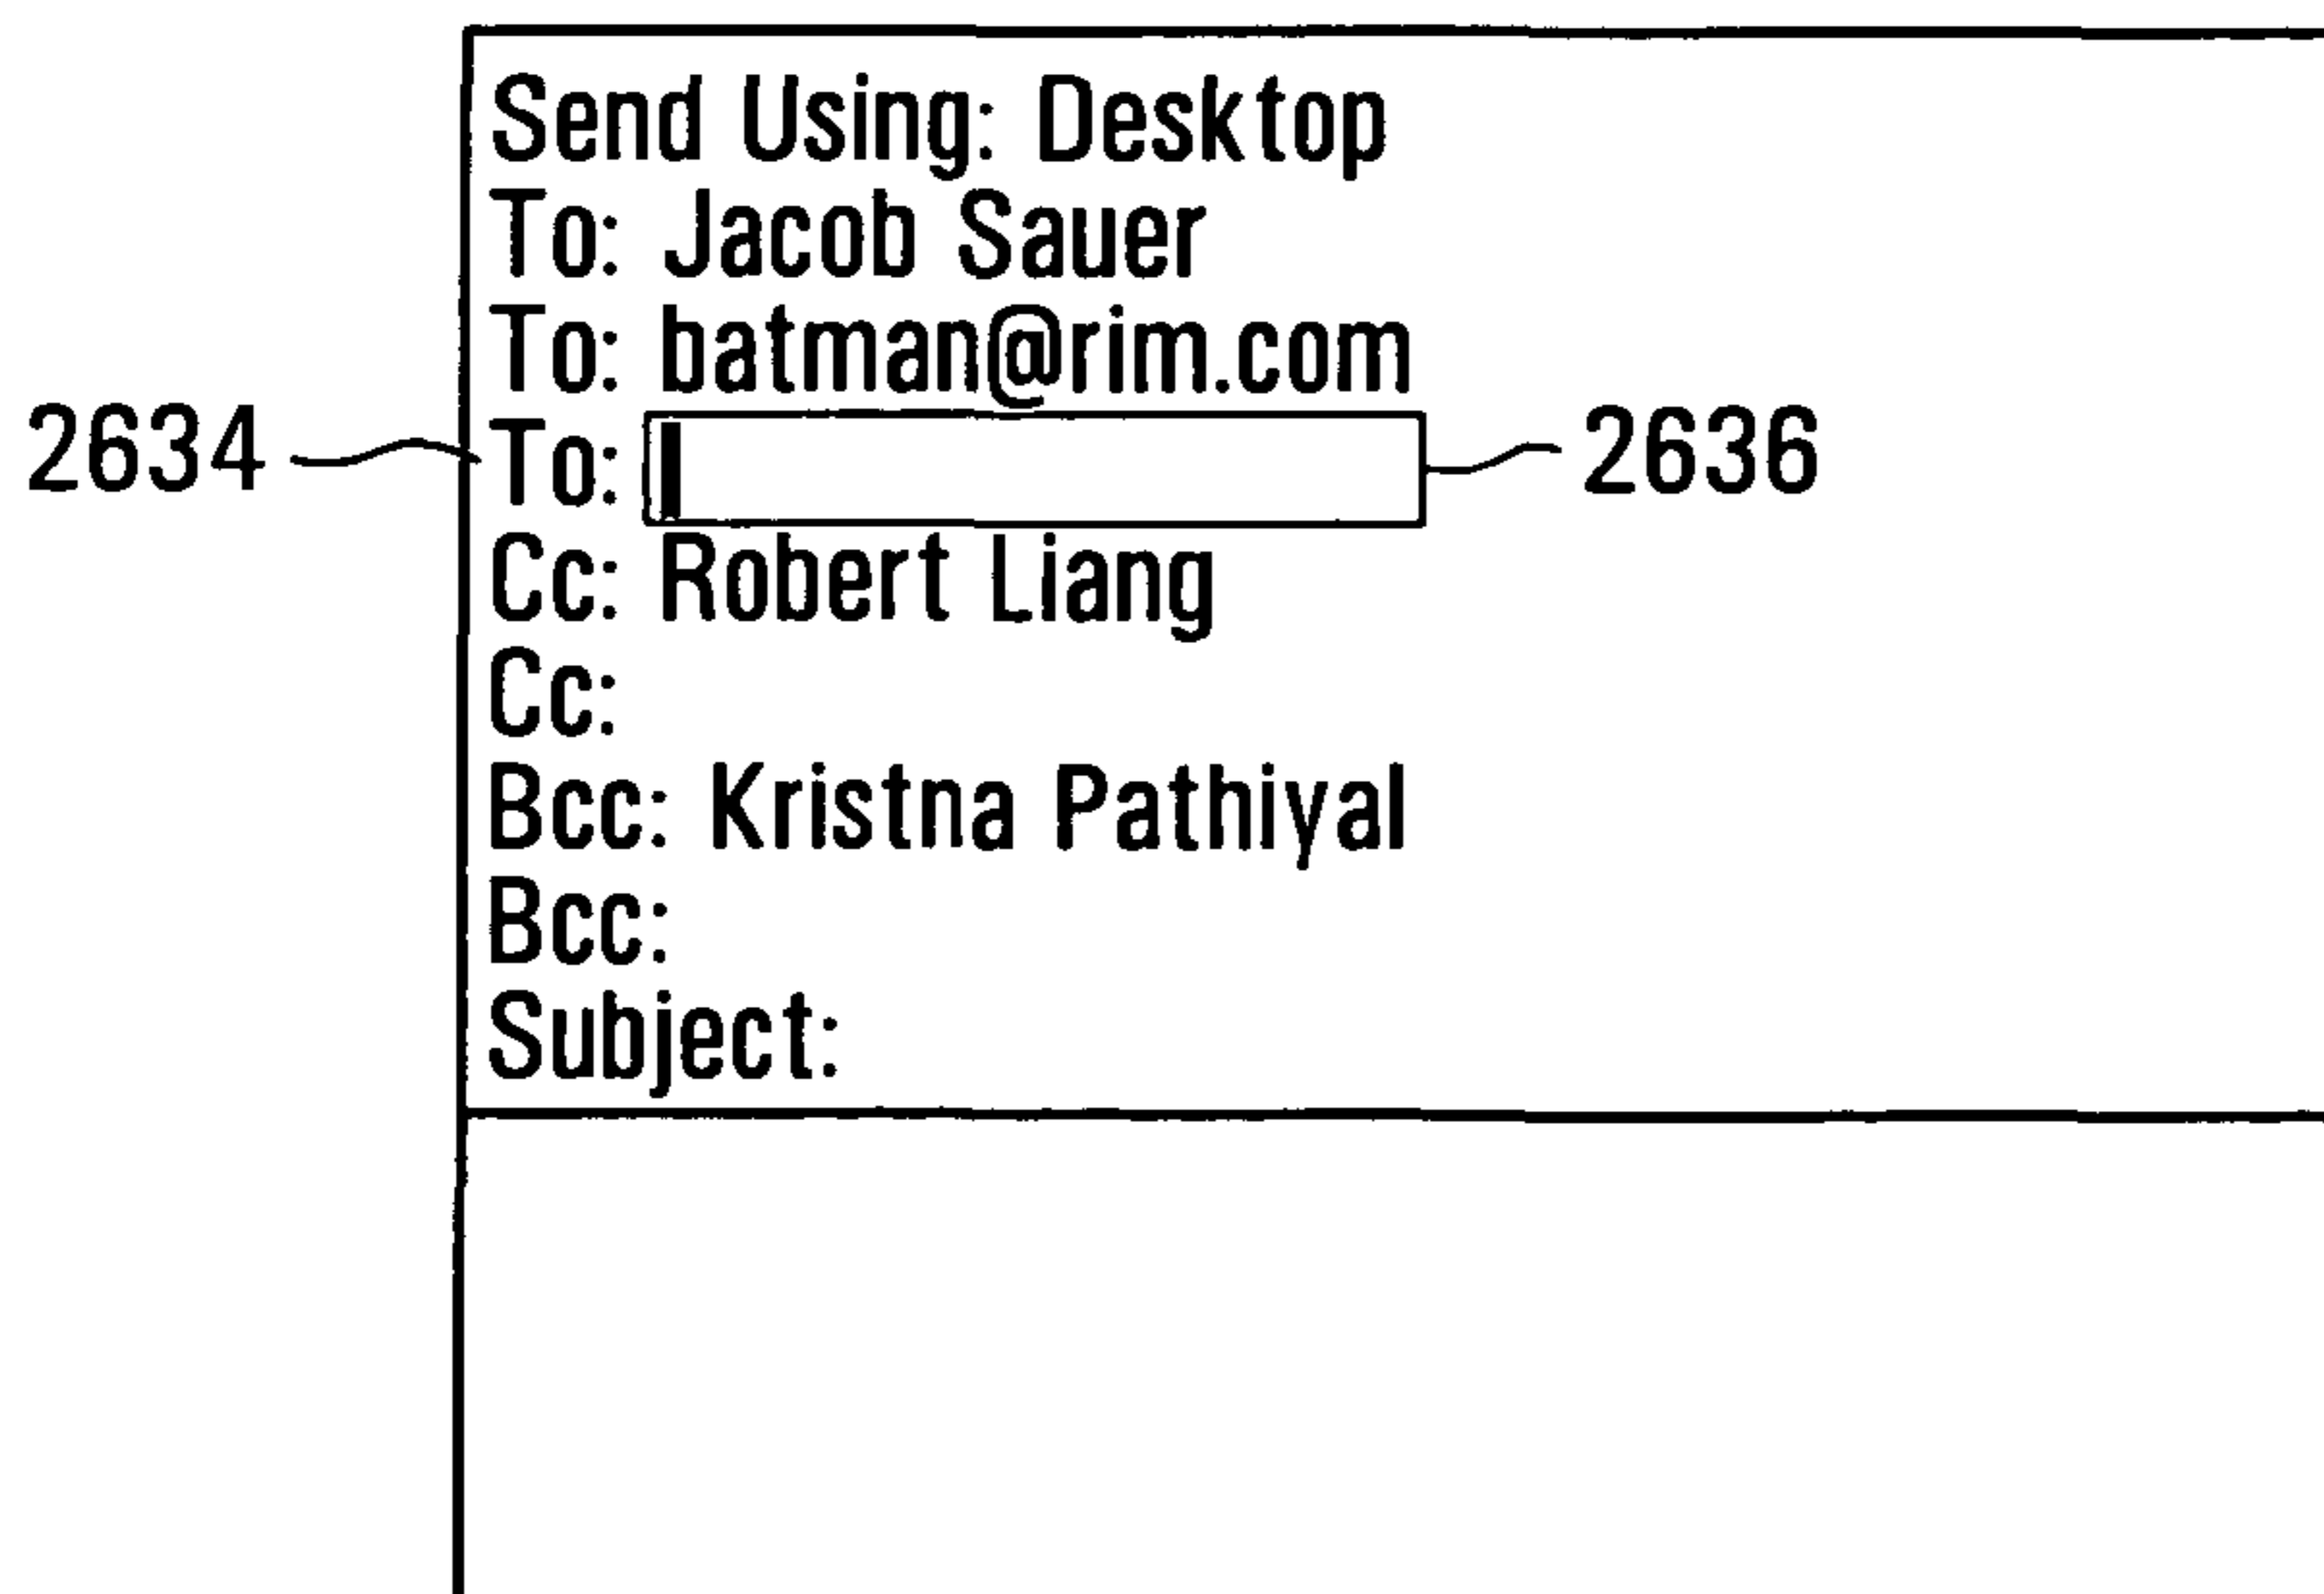 Send Using: Desktop
To: Jacob Sauer
To: batman@rim.com
2634 To: 2636
Cc: Robert Liang
Cc:
Bcc: Kristna Pathiyal
Bcc:
Subject: